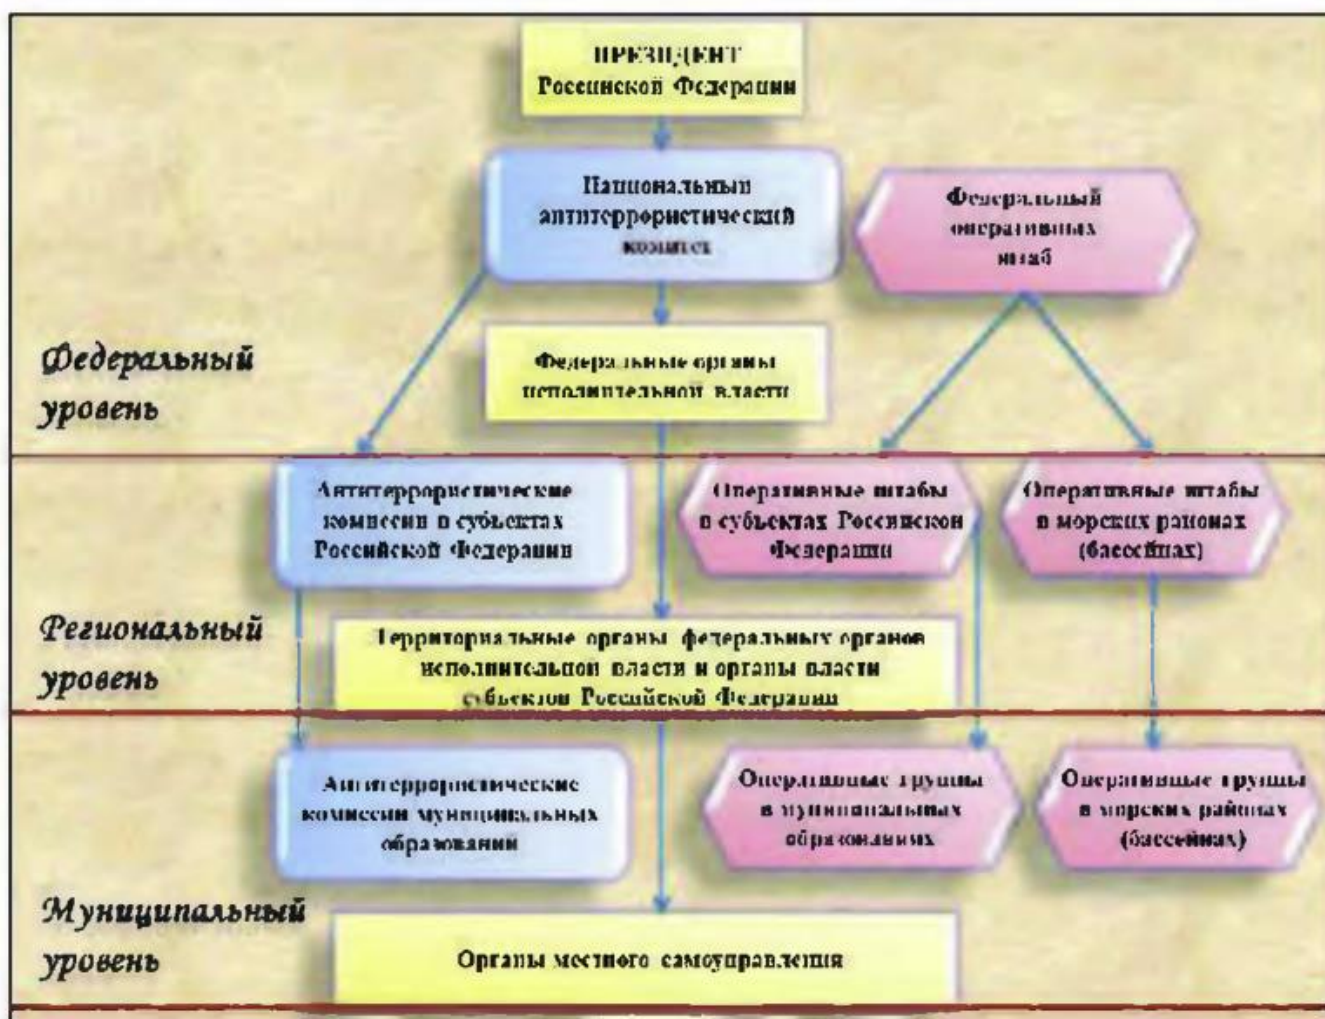 ПРЕЗИДЕНТ
Российской Федерации
Национальный
антитеррористический
комитет
Федеральный
оперативных
штаб
Федеральный
уровень
Федеральные органы
исполнительной власти
Антитеррористические
комиссии в субъектах
Российской Федерации
Оперативные штабы
в субъектах Российской
Федерации
Оперативные штабы
в морских районах
(бассейнах)
Региональный
уровень
Территориальные органы федеральных органов
исполнительной власти и органы власти
субъектов Российской Федерации
Антитеррористические
комиссии муниципальных
образований
Оперативные группы
в муниципальных
образованиях
Оперативные группы
в морских районах
(бассейнах)
Муниципальный
уровень
Органы местного самоуправления